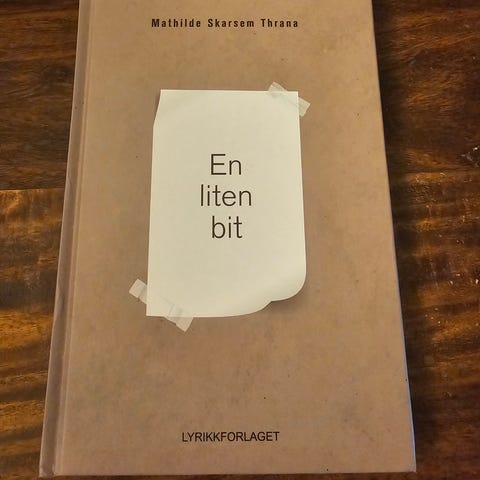 Mathilde Skarsem Thrana
En
liten
bit
LYRIKKFORLAGET